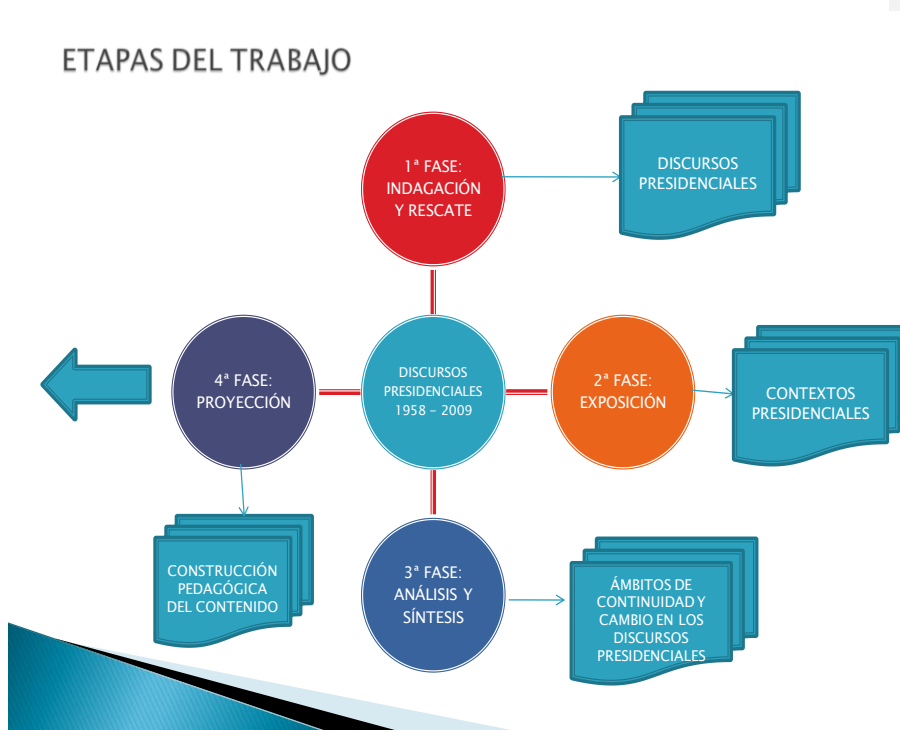 ETAPAS DEL TRABAJO
1ª FASE:
INDAGACIÓN
Y RESCATE
DISCURSOS
PRESIDENCIALES
4ª FASE:
PROYECCIÓN
DISCURSOS
PRESIDENCIALES
1958 – 2009
2ª FASE:
EXPOSICIÓN
CONTEXTOS
PRESIDENCIALES
CONSTRUCCIÓN
PEDAGÓGICA
DEL CONTENIDO
3ª FASE:
ANÁLISIS Y
SÍNTESIS
ÁMBITOS DE
CONTINUIDAD Y
CAMBIO EN LOS
DISCURSOS
PRESIDENCIALES